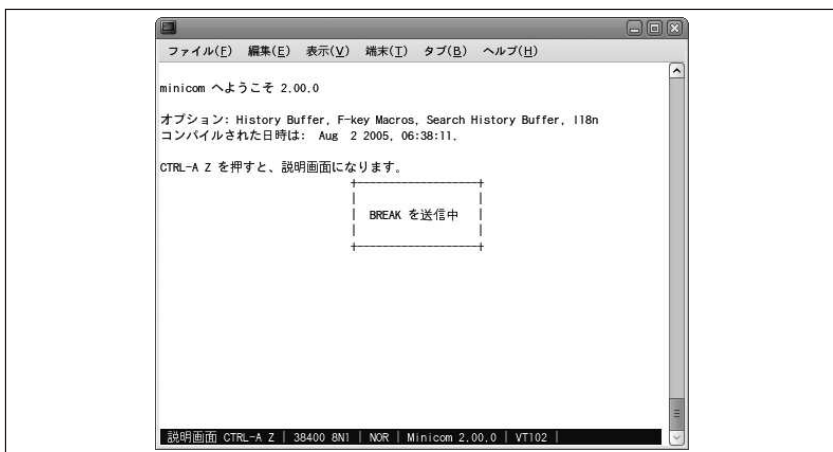 ファイル(F) 編集(E) 表示(V) 端末(T) タブ(B) ヘルプ(H)
minicom へようこそ 2.00.0
オプション: History Buffer, F-key Macros, Search History Buffer, I18n
コンパイルされた日時は: Aug 2 2005, 06:38:11.
CTRL-A Z を押すと、説明画面になります。
BREAK を送信中
説明画面 CTRL-A Z | 38400 8N1 | NOR | Minicom 2.00.0 | VT102 |